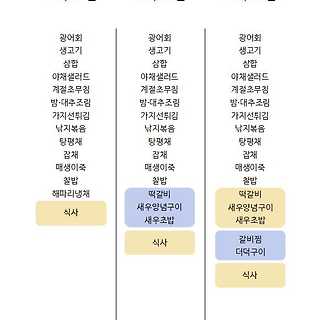 광어회
생고기
삼합
야채샐러드
계절초무침
밤·대추조림
가지선튀김
낚지볶음
탕평채
잡채
매생이죽
찰밥
해파리냉채
식사
광어회
생고기
삼합
야채샐러드
계절초무침
밤·대추조림
가지선튀김
낚지볶음
탕평채
잡채
매생이죽
찰밥
떡갈비
새우양념구이
새우초밥
식사
광어회
생고기
삼합
야채샐러드
계절초무침
밤·대추조림
가지선튀김
낚지볶음
탕평채
잡채
매생이죽
찰밥
떡갈비
새우양념구이
새우초밥
갈비찜
더덕구이
식사